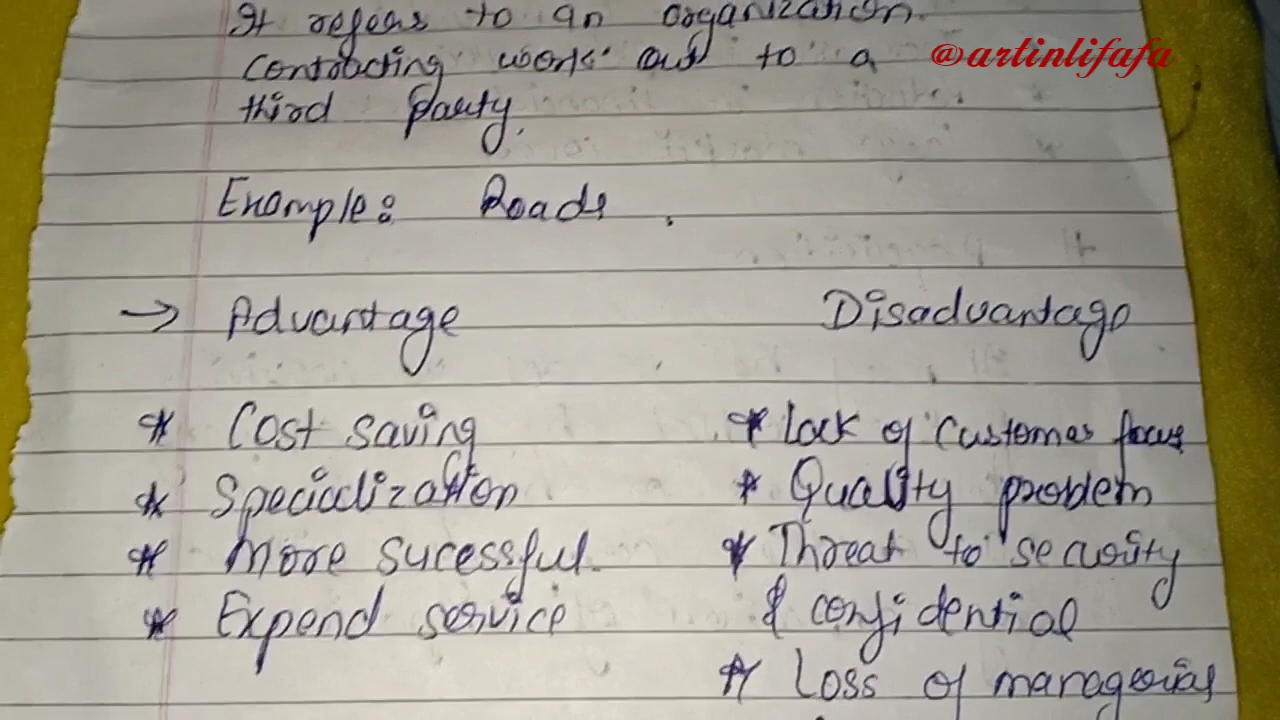 It refers to an organization.
contracting work out to a
@artinlifafa
third party.
Example: Roads.
→ Advantage Disadvantage
* Cost saving * lack of customer focus
* Specialization * Quality problem
* More sucessful. * Threat to security
* Expend service & confidential
* Loss of managerial